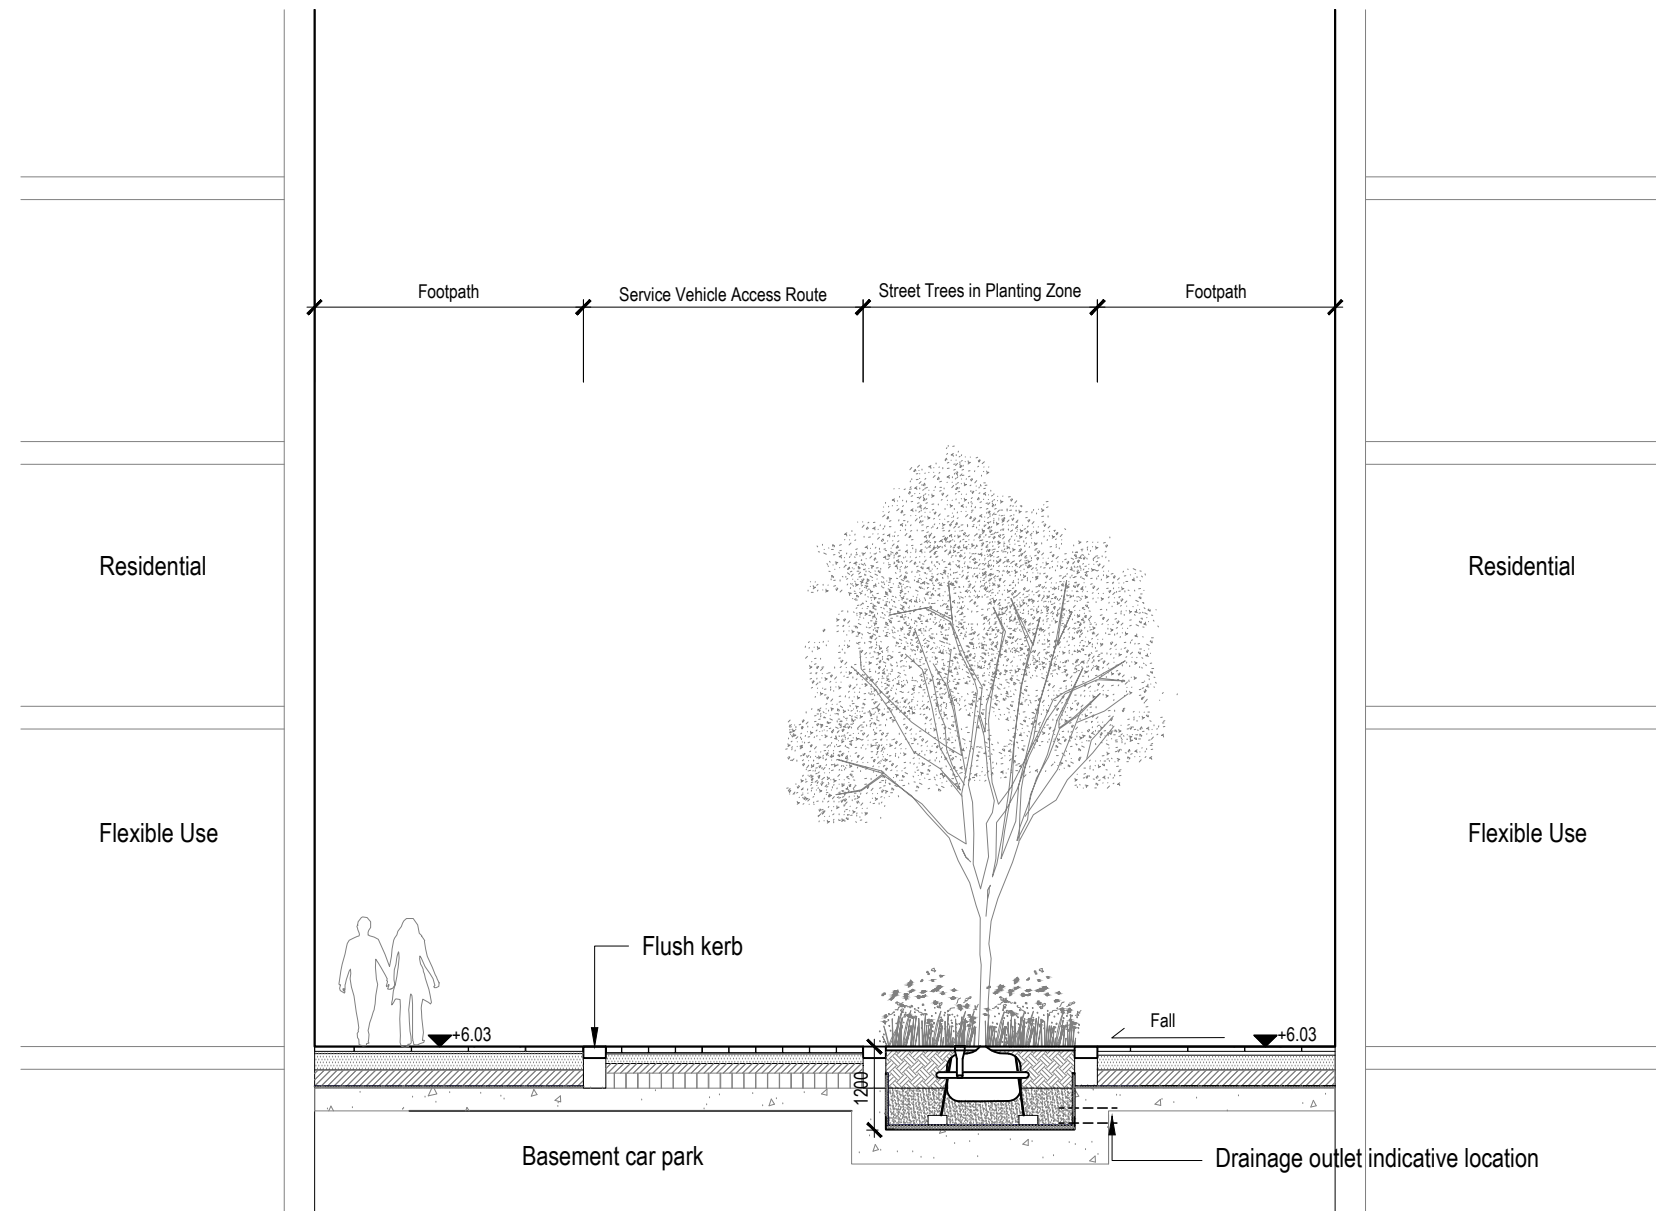 Footpath
Service Vehicle Access Route
Street Trees in Planting Zone
Footpath
Residential
Residential
Flexible Use
Flexible Use
Flush kerb
+6.03
Fall
+6.03
1200
Basement car park
Drainage outlet indicative location